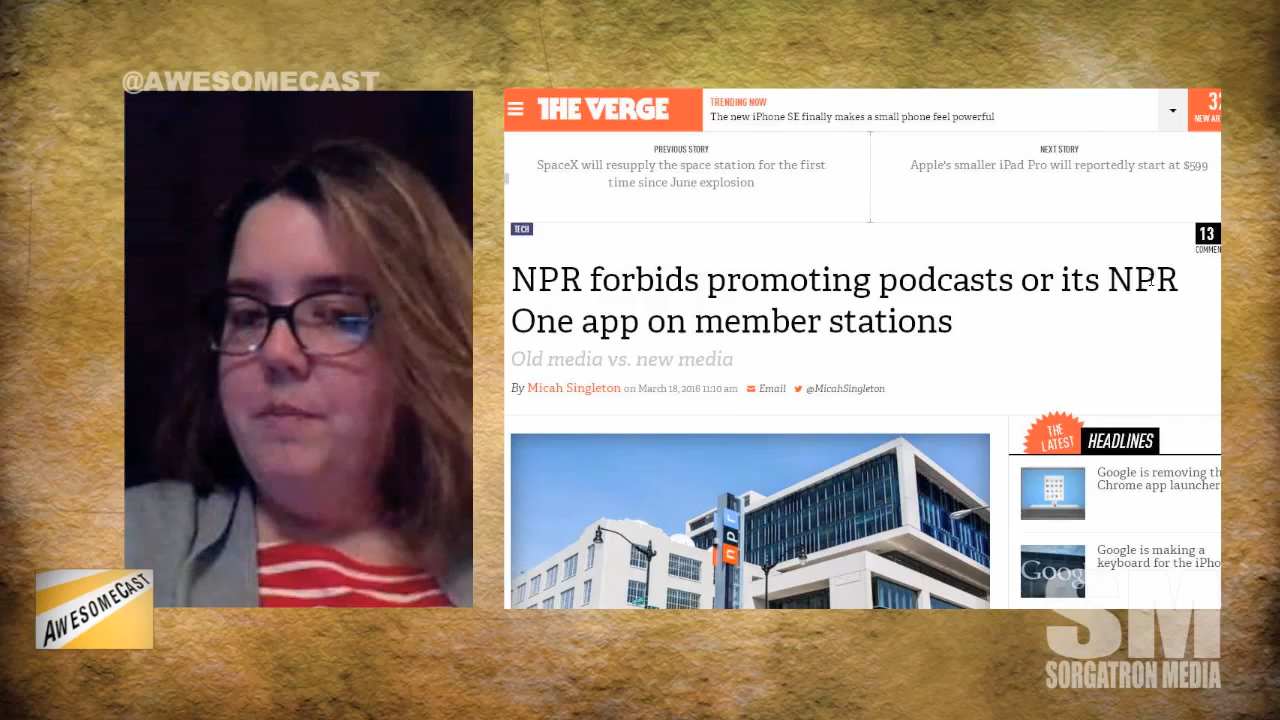 @AWESOMECAST
THE VERGE
TRENDING NOW
The new iPhone SE finally makes a small phone feel powerful
NEW
PREVIOUS STORY
SpaceX will resupply the space station for the first
time since June explosion
NEXT STORY
Apple's smaller iPad Pro will reportedly start at $599
TECH
13
NPR forbids promoting podcasts or its NPR
One app on member stations
Old media vs. new media
By Micah Singleton on March 18, 2016 11:10 am Email @MicahSingleton
THE
LATEST
HEADLINES
Google is removing th
Chrome app launcher
Google is making a
keyboard for the iPho
npr
Goog
AWESOMECAST
SM
SORGATRON MEDIA